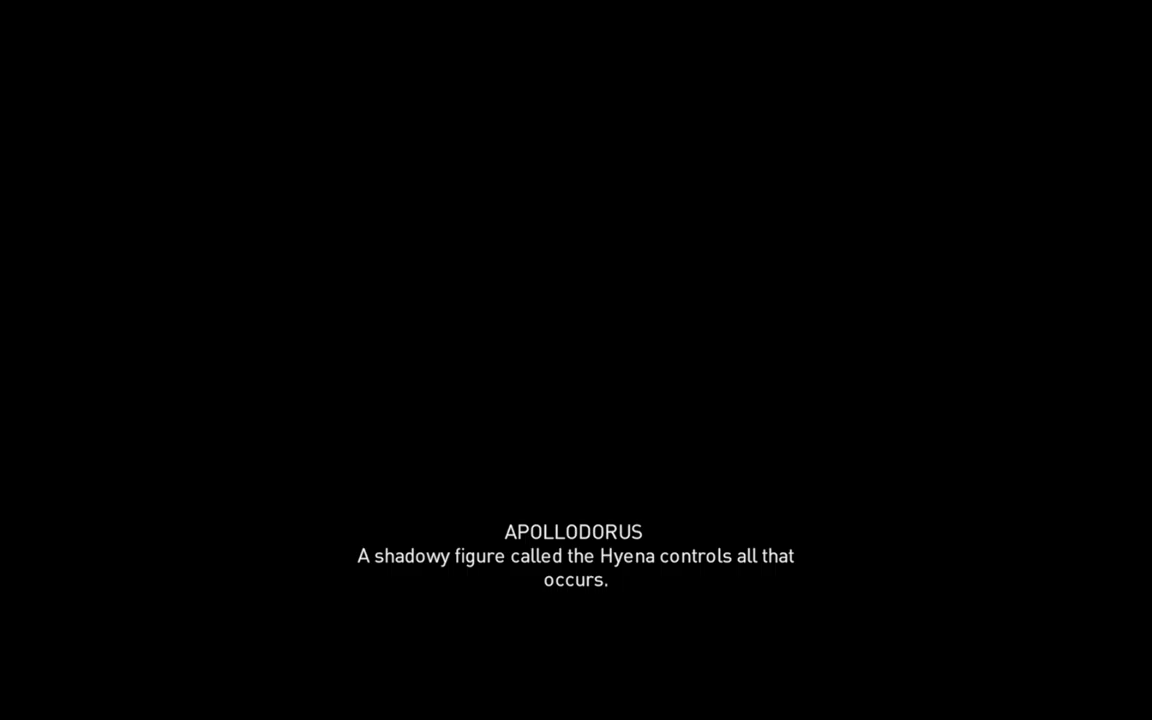 APOLLODORUS
A shadowy figure called the Hyena controls all that
occurs.